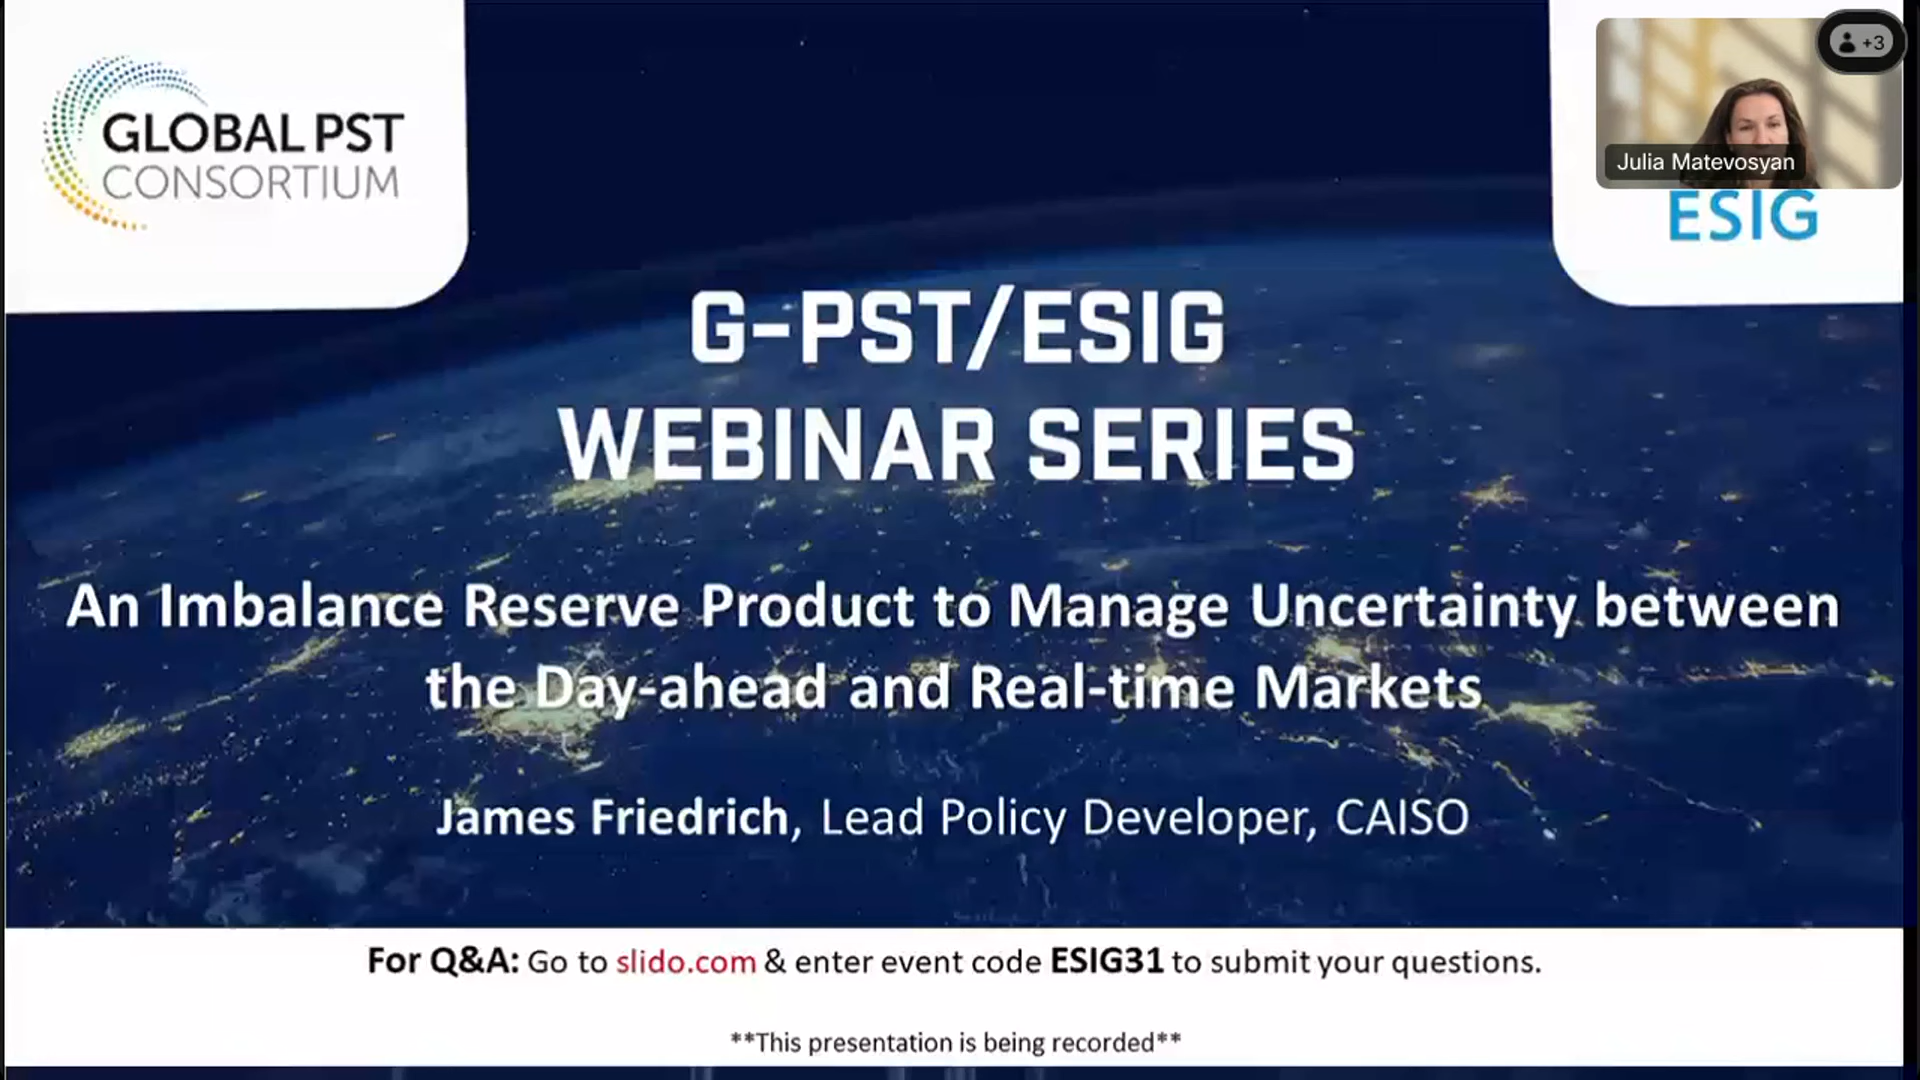 GLOBAL PST
CONSORTIUM
+3
Julia Matevosyan
ESIG
G-PST/ESIG
WEBINAR SERIES
An Imbalance Reserve Product to Manage Uncertainty between
the Day-ahead and Real-time Markets
James Friedrich, Lead Policy Developer, CAISO
For Q&A: Go to slido.com & enter event code ESIG31 to submit your questions.
**This presentation is being recorded**